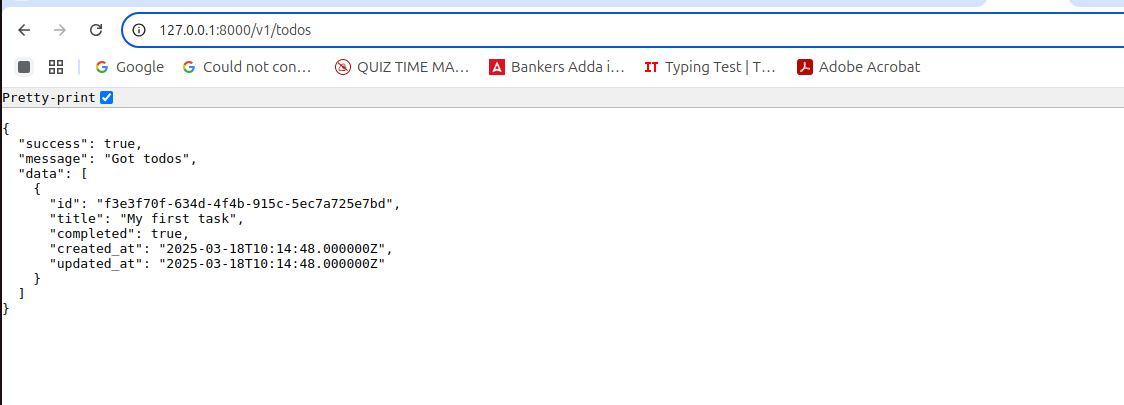 127.0.0.1:8000/v1/todos
Google Could not con... QUIZ TIME MA... Bankers Adda i... Typing Test | T... Adobe Acrobat
Pretty-print
{
  "success": true,
  "message": "Got todos",
  "data": [
    {
      "id": "f3e3f70f-634d-4f4b-915c-5ec7a725e7bd",
      "title": "My first task",
      "completed": true,
      "created_at": "2025-03-18T10:14:48.000000Z",
      "updated_at": "2025-03-18T10:14:48.000000Z"
    }
  ]
}